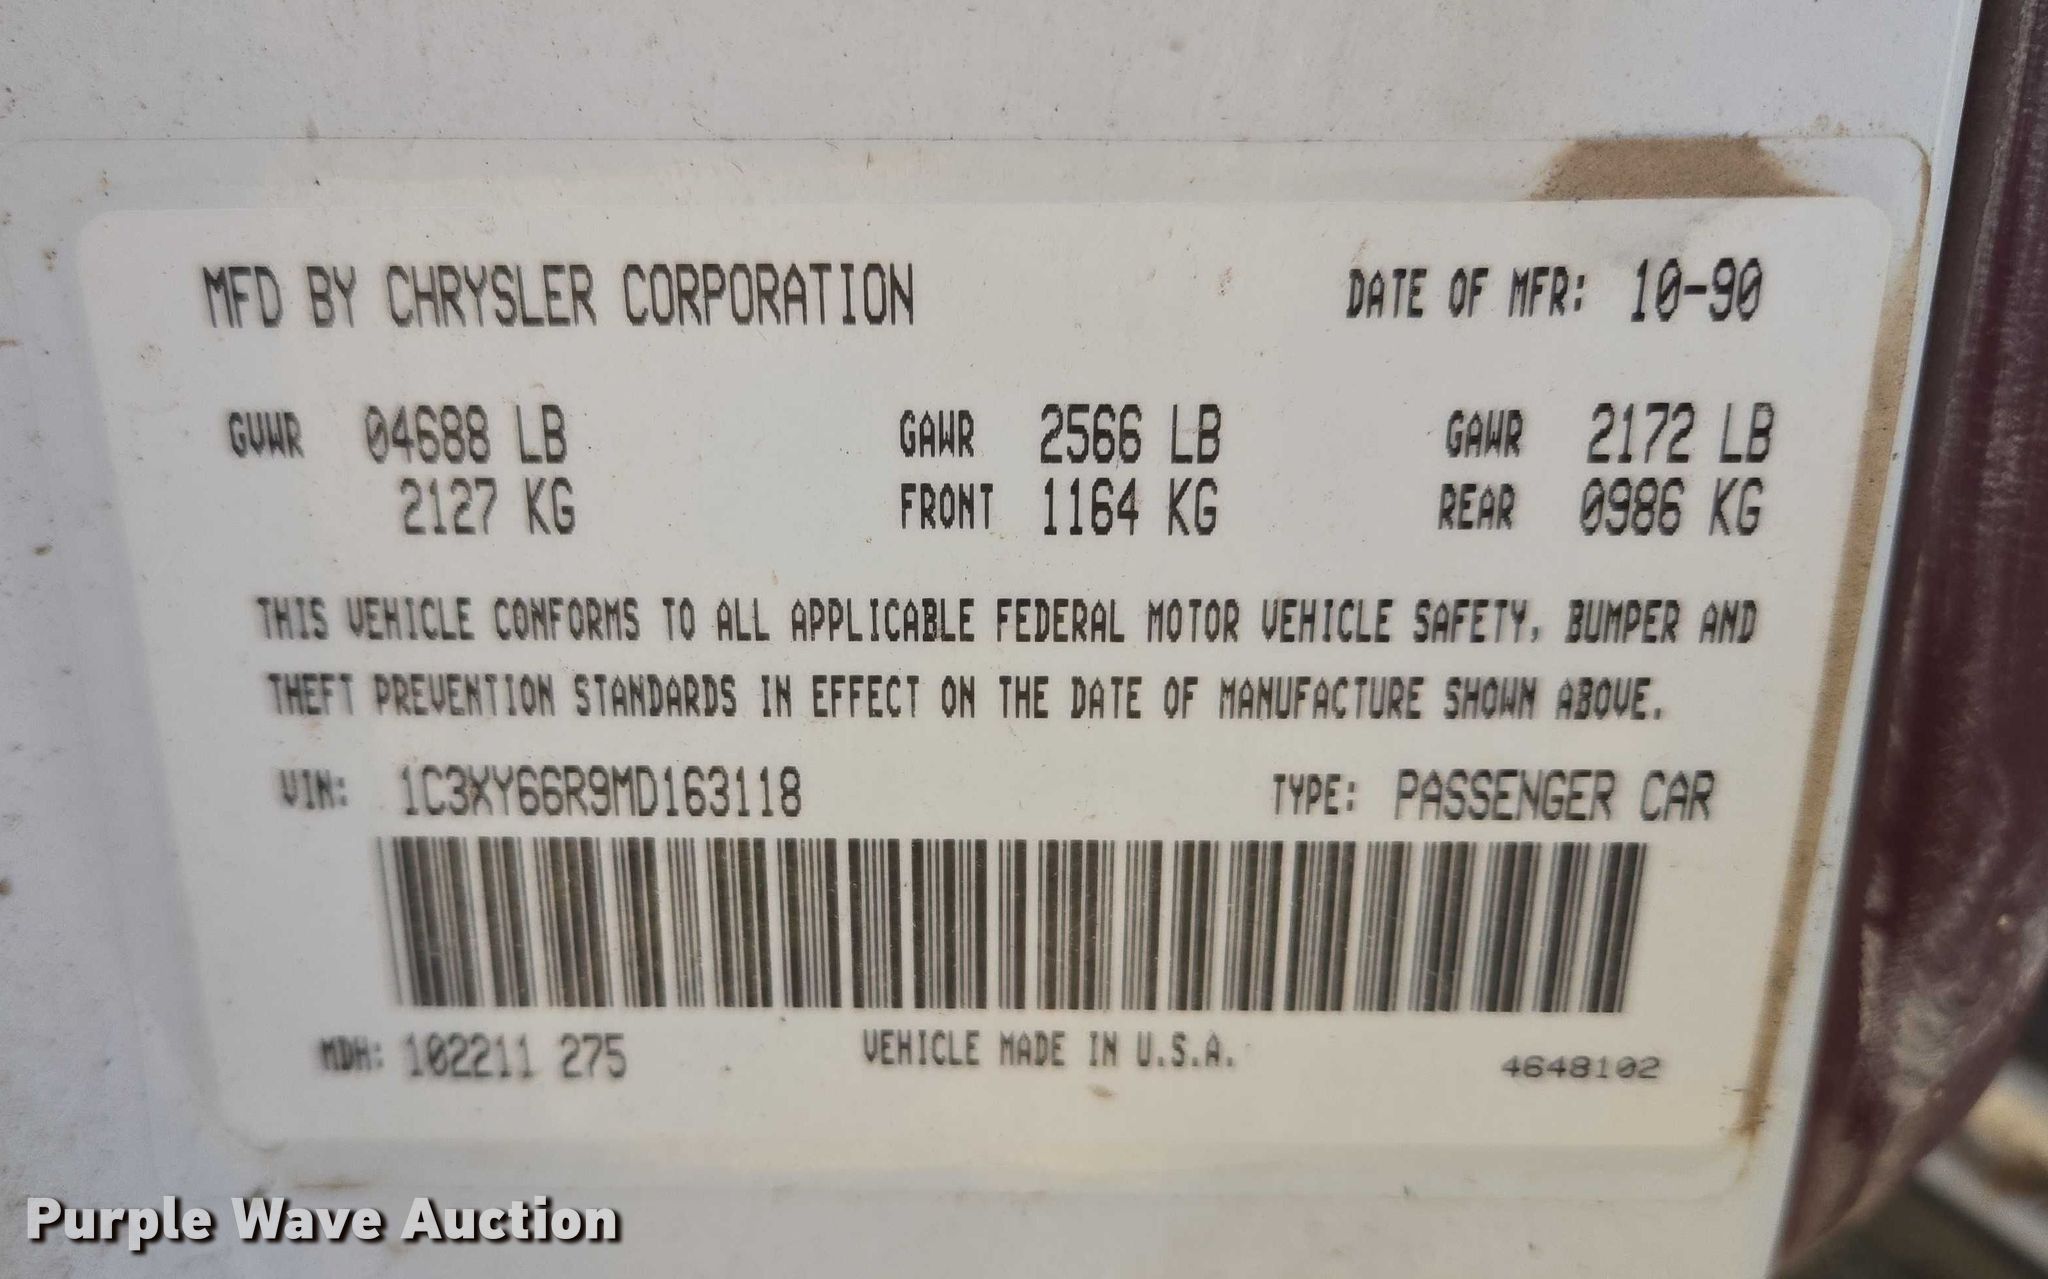 MFD BY CHRYSLER CORPORATION DATE OF MFR: 10-90
GVWR 04688 LB GAWR 2566 LB GAWR 2172 LB
2127 KG FRONT 1164 KG REAR 0986 KG
THIS VEHICLE CONFORMS TO ALL APPLICABLE FEDERAL MOTOR VEHICLE SAFETY, BUMPER AND
THEFT PREVENTION STANDARDS IN EFFECT ON THE DATE OF MANUFACTURE SHOWN ABOVE.
VIN: 1C3XY66R9MD163118 TYPE: PASSENGER CAR
MDH: 102211 275 VEHICLE MADE IN U.S.A. 4648102
Purple Wave Auction